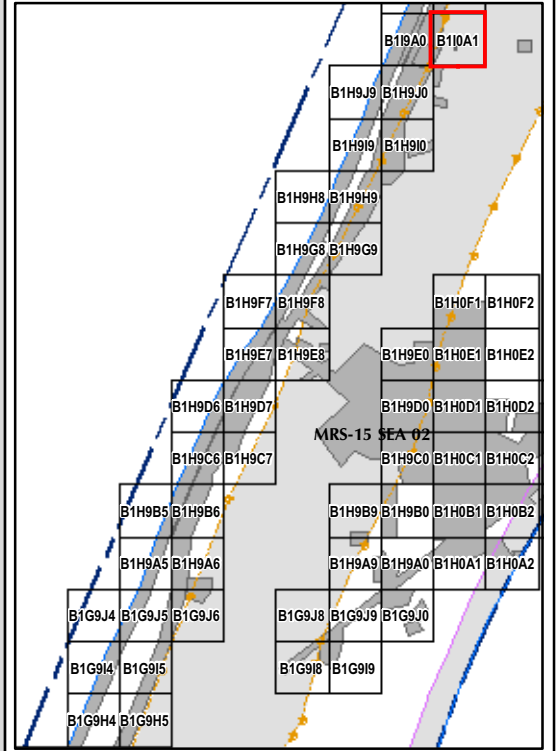 B1I9A0 B1I0A1
B1H9J9 B1H9J0
B1H9I9 B1H9I0
B1H9H8 B1H9H9
B1H9G8 B1H9G9
B1H9F7 B1H9F8 B1H0F1 B1H0F2
B1H9E7 B1H9E8 B1H9E0 B1H0E1 B1H0E2
B1H9D6 B1H9D7 B1H9D0 B1H0D1 B1H0D2
MRS-15 SEA 02
B1H9C6 B1H9C7 B1H9C0 B1H0C1 B1H0C2
B1H9B5 B1H9B6 B1H9B9 B1H9B0 B1H0B1 B1H0B2
B1H9A5 B1H9A6 B1H9A9 B1H9A0 B1H0A1 B1H0A2
B1G9J4 B1G9J5 B1G9J6 B1G9J8 B1G9J9 B1G9J0
B1G9I4 B1G9I5 B1G9I8 B1G9I9
B1G9H4 B1G9H5